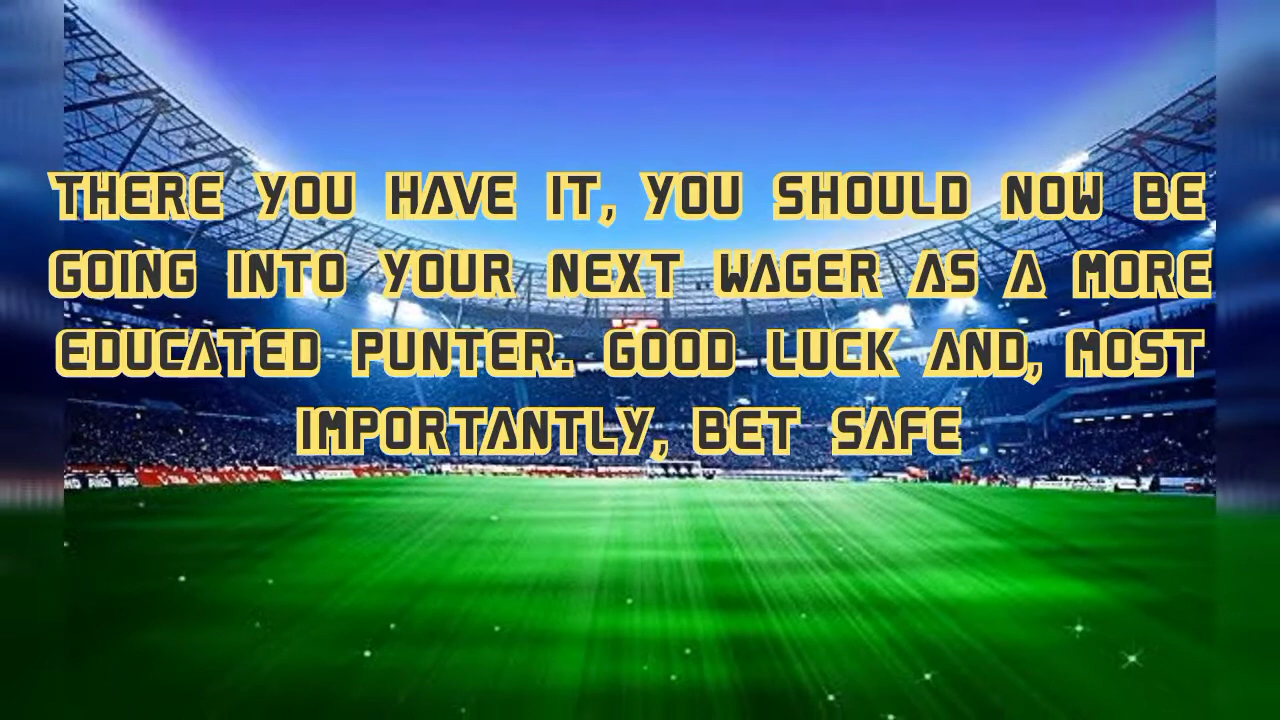 THERE YOU HAVE IT, YOU SHOULD NOW BE
GOING INTO YOUR NEXT WAGER AS A MORE
EDUCATED PUNTER. GOOD LUCK AND, MOST
IMPORTANTLY, BET SAFE